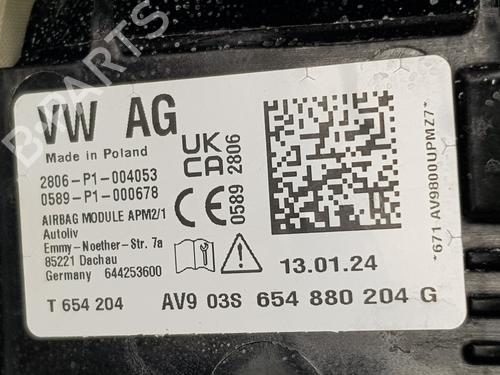 VW AG
Made in Poland
2806-P1-004053
0589-P1-000678
AIRBAG MODULE APM2/1
Autoliv
Emmy-Noether-Str. 7a
85221 Dachau
Germany 644253600
UK
CA
0589 2806
13.01.24
*671 AV9800UPMZ7*
T 654 204
AV9 03S 654 880 204 G
B-Parts